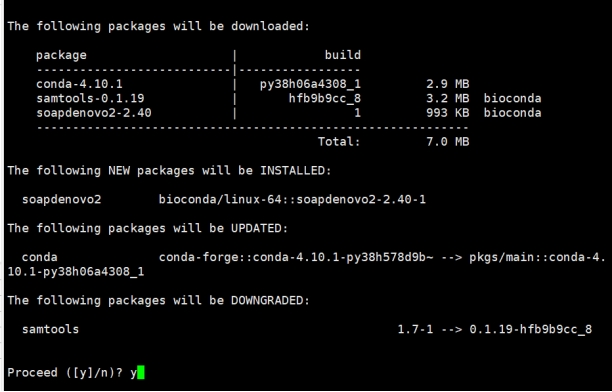 The following packages will be downloaded:
package | build
---------------------------|-----------------
conda-4.10.1 | py38h06a4308_1 2.9 MB
samtools-0.1.19 | hfb9b9cc_8 3.2 MB bioconda
soapdenovo2-2.40 | 1 993 KB bioconda
------------------------------------------------------------
Total: 7.0 MB
The following NEW packages will be INSTALLED:
soapdenovo2 bioconda/linux-64::soapdenovo2-2.40-1
The following packages will be UPDATED:
conda conda-forge::conda-4.10.1-py38h578d9b~ --> pkgs/main::conda-4.
10.1-py38h06a4308_1
The following packages will be DOWNGRADED:
samtools 1.7-1 --> 0.1.19-hfb9b9cc_8
Proceed ([y]/n)? y